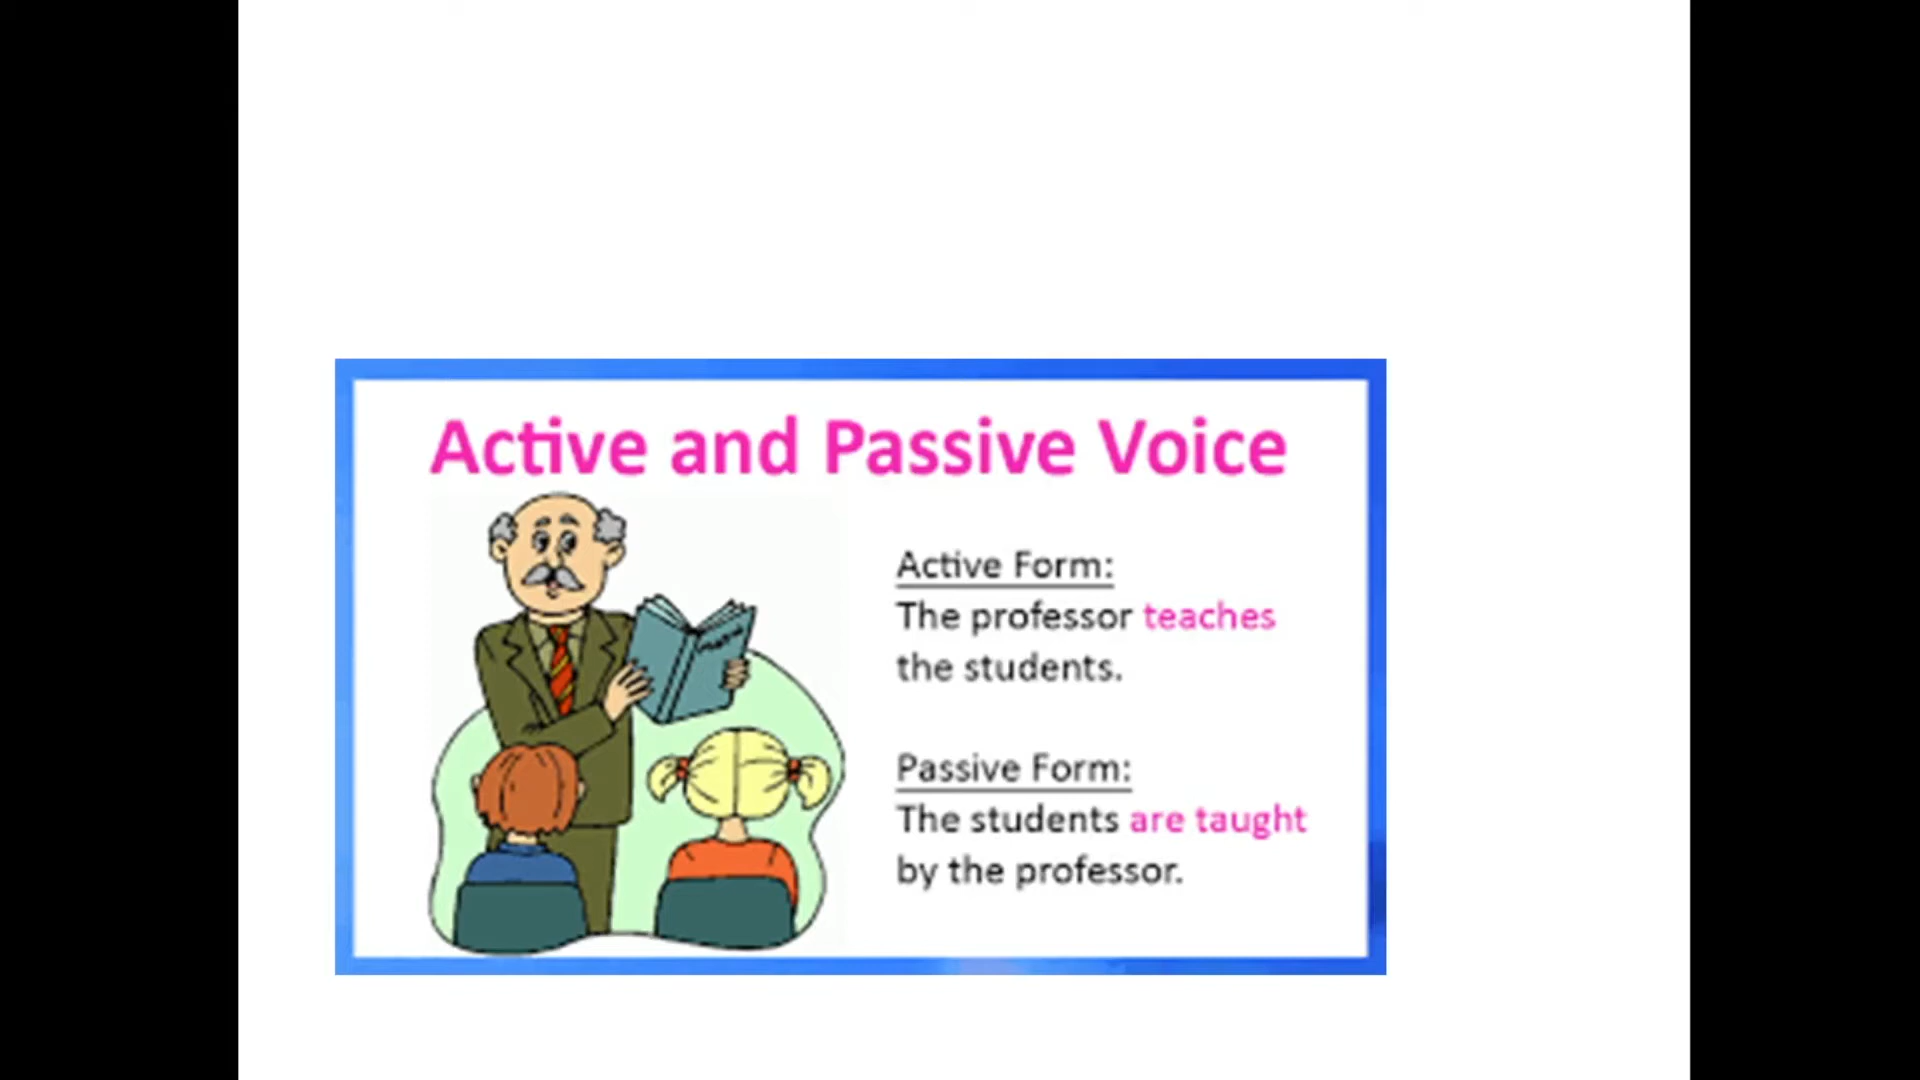 Active and Passive Voice
Active Form:
The professor teaches
the students.
Passive Form:
The students are taught
by the professor.